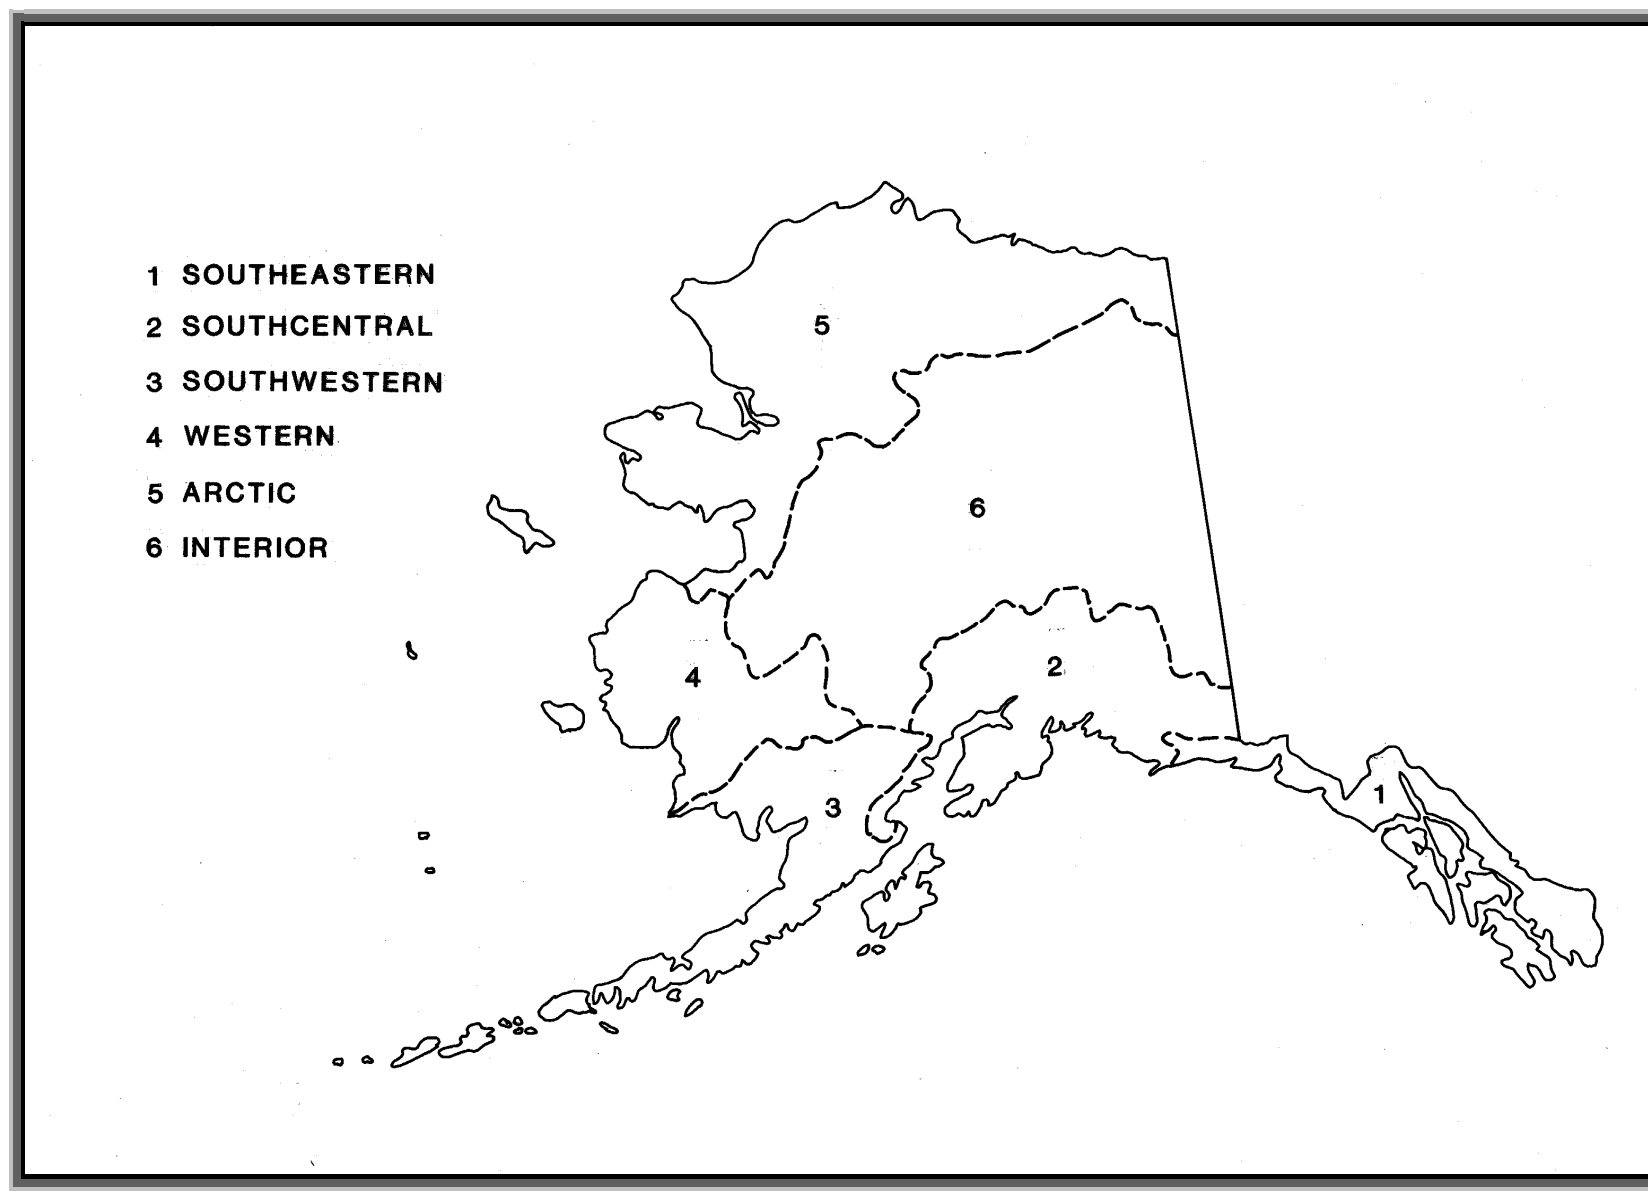 1 SOUTHEASTERN
2 SOUTHCENTRAL
3 SOUTHWESTERN
4 WESTERN
5 ARCTIC
6 INTERIOR
5
6
2
4
1
3